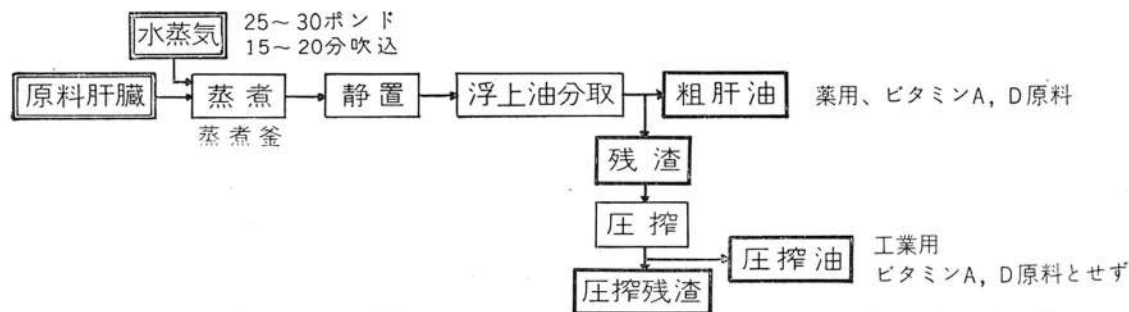 水蒸気
25~30ポンド
15~20分吹込
原料肝臓
蒸煮
静置
浮上油分取
粗肝油
薬用、ビタミンA, D原料
蒸煮釜
残渣
圧搾
圧搾油
工業用
ビタミンA, D原料とせず
圧搾残渣